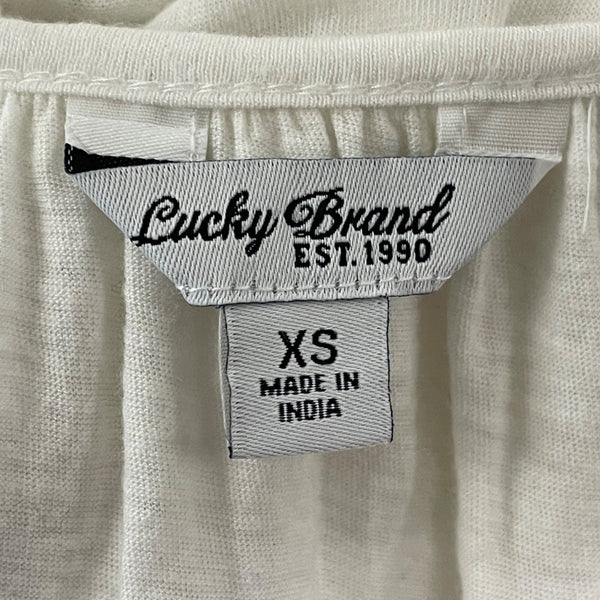 Lucky Brand
EST.1990
XS
MADE IN
INDIA